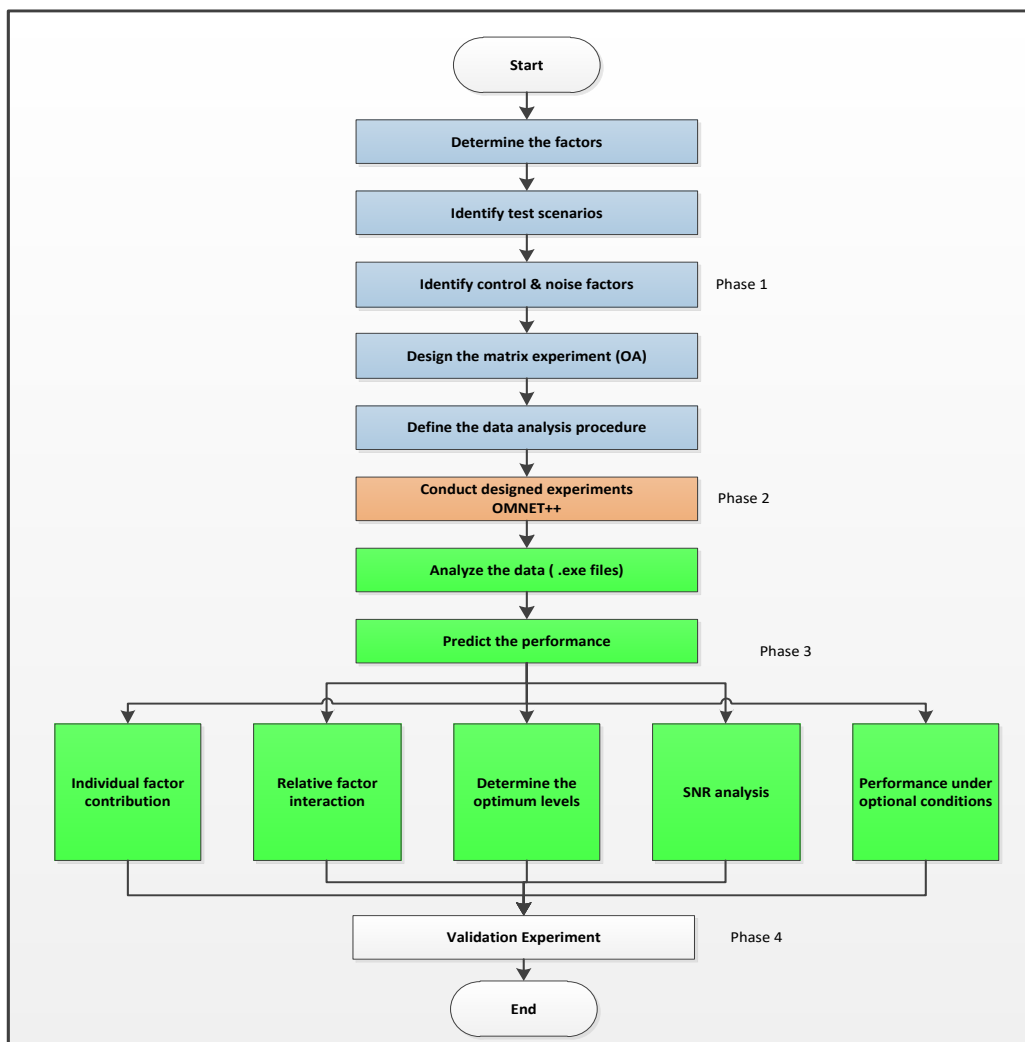 Start
Determine the factors
Identify test scenarios
Identify control & noise factors
Phase 1
Design the matrix experiment (OA)
Define the data analysis procedure
Conduct designed experiments
OMNET++
Phase 2
Analyze the data ( .exe files)
Predict the performance
Phase 3
Individual factor
contribution
Relative factor
interaction
Determine the
optimum levels
SNR analysis
Performance under
optional conditions
Validation Experiment
Phase 4
End